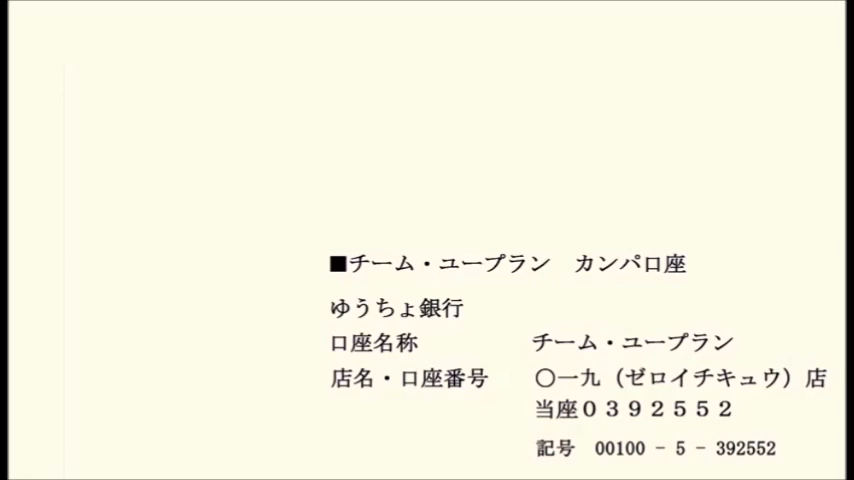 ■チーム・ユープラン　カンパ口座
ゆうちょ銀行
口座名称　チーム・ユープラン
店名・口座番号　〇一九（ゼロイチキュウ）店
当座０３９２５５２
記号　00100 － 5 － 392552